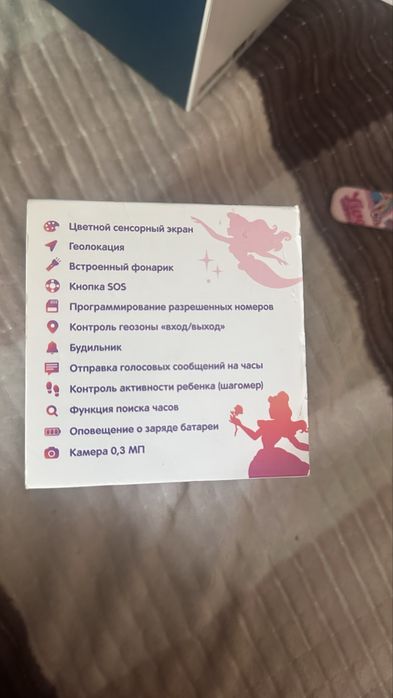 Цветной сенсорный экран
Геолокация
Встроенный фонарик
Кнопка SOS
Программирование разрешенных номеров
Контроль геозоны «вход/выход»
Будильник
Отправка голосовых сообщений на часы
Контроль активности ребенка (шагомер)
Функция поиска часов
Оповещение о заряде батареи
Камера 0,3 МП